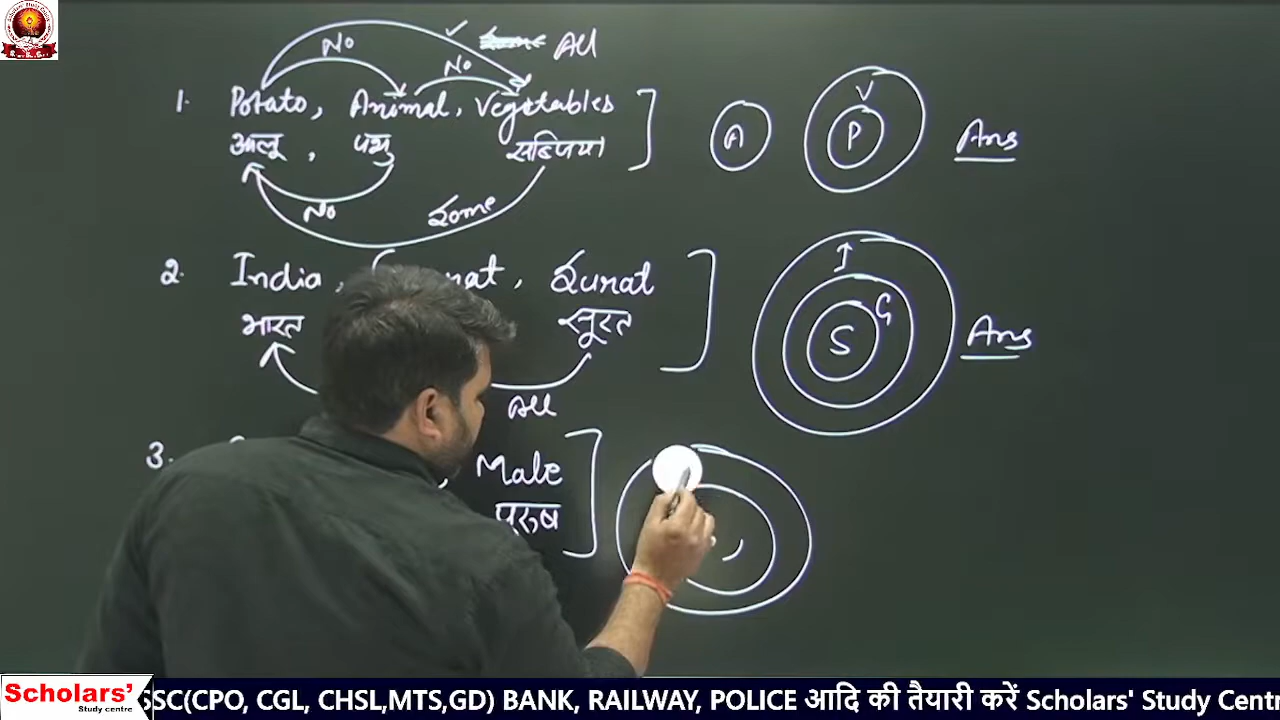 No ✓ All
No
1. Potato, Animal, Vegetables
आलू, पशु सब्जियां
No Some
A V P Ans
2. India, nat, Surat
भारत सूरत
All
I G S Ans
3. Male
पुरुष
Scholars' Study centre
SSC(CPO, CGL, CHSL,MTS,GD) BANK, RAILWAY, POLICE आदि की तैयारी करें Scholars' Study Cent